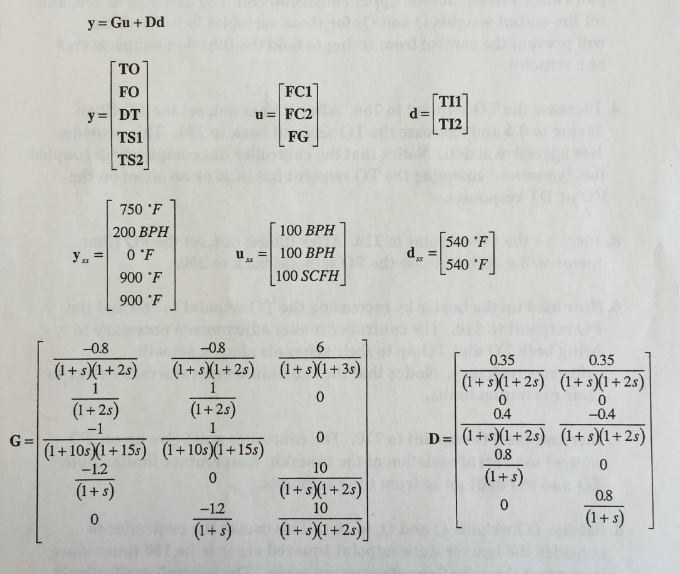 y = Gu + Dd
y = [TO FO DT TS1 TS2] u = [FC1 FC2 FG] d = [TI1 TI2]
y ss = [750 °F 200 BPH 0 °F 900 °F 900 °F] u ss = [100 BPH 100 BPH 100 SCFH] d ss = [540 °F 540 °F]
G =
−0.8/(1+s)(1+2s) −0.8/(1+s)(1+2s) 6/(1+s)(1+3s)
1/(1+2s) 1/(1+2s) 0
−1/(1+10s)(1+15s) 1/(1+10s)(1+15s) 0
−1.2/(1+s) 0 10/(1+s)(1+2s)
0 −1.2/(1+s) 10/(1+s)(1+2s)
D =
0.35/(1+s)(1+2s) 0.35/(1+s)(1+2s)
0 0
0.4/(1+s)(1+2s) −0.4/(1+s)(1+2s)
0.8/(1+s) 0
0 0.8/(1+s)